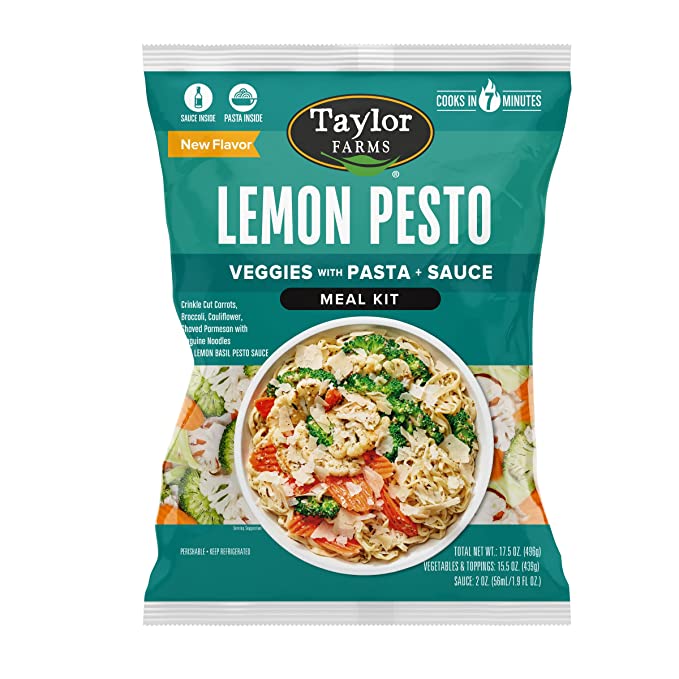 COOKS IN 7 MINUTES
SAUCE INSIDE
PASTA INSIDE
New Flavor
Taylor
FARMS
®
LEMON PESTO
VEGGIES WITH PASTA + SAUCE
MEAL KIT
Crinkle Cut Carrots,
Broccoli, Cauliflower,
Shaved Parmesan with
Noodles
LEMON BASIL PESTO SAUCE
Serving Suggestion
PERISHABLE • KEEP REFRIGERATED
TOTAL NET WT.: 17.5 OZ. (496g)
VEGETABLES & TOPPINGS: 15.5 OZ. (439g)
SAUCE: 2 OZ. (56mL/1.9 FL OZ.)